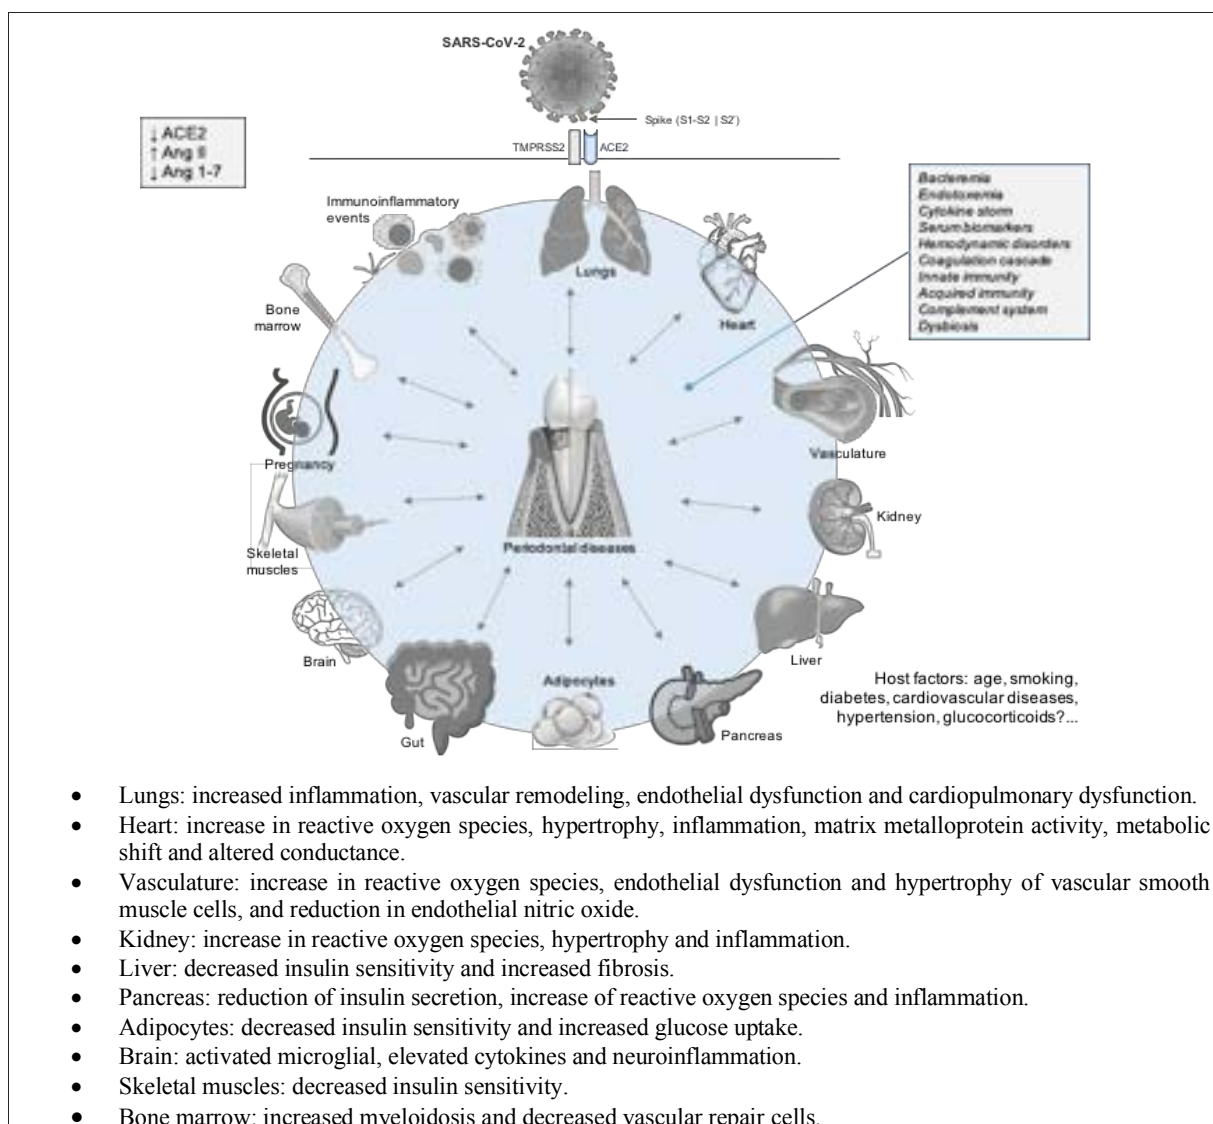 SARS-CoV-2
Spike (S1-S2 | S2')
TMPRSS2
ACE2
↓ ACE2
↑ Ang II
↓ Ang 1-7
Bacteremia
Endotoxemia
Cytokine storm
Serum biomarkers
Hemodynamic disorders
Coagulation cascade
Innate immunity
Acquired immunity
Complement system
Dysbiosis
Immunoinflammatory
events
Lungs
Heart
Bone
marrow
Vasculature
Pregnancy
Kidney
Skeletal
muscles
Periodontal diseases
Brain
Liver
Gut
Adipocytes
Pancreas
Host factors: age, smoking,
diabetes, cardiovascular diseases,
hypertension, glucocorticoids?...
• Lungs: increased inflammation, vascular remodeling, endothelial dysfunction and cardiopulmonary dysfunction.
• Heart: increase in reactive oxygen species, hypertrophy, inflammation, matrix metalloprotein activity, metabolic
shift and altered conductance.
• Vasculature: increase in reactive oxygen species, endothelial dysfunction and hypertrophy of vascular smooth
muscle cells, and reduction in endothelial nitric oxide.
• Kidney: increase in reactive oxygen species, hypertrophy and inflammation.
• Liver: decreased insulin sensitivity and increased fibrosis.
• Pancreas: reduction of insulin secretion, increase of reactive oxygen species and inflammation.
• Adipocytes: decreased insulin sensitivity and increased glucose uptake.
• Brain: activated microglial, elevated cytokines and neuroinflammation.
• Skeletal muscles: decreased insulin sensitivity.
• Bone marrow: increased myeloidosis and decreased vascular repair cells.